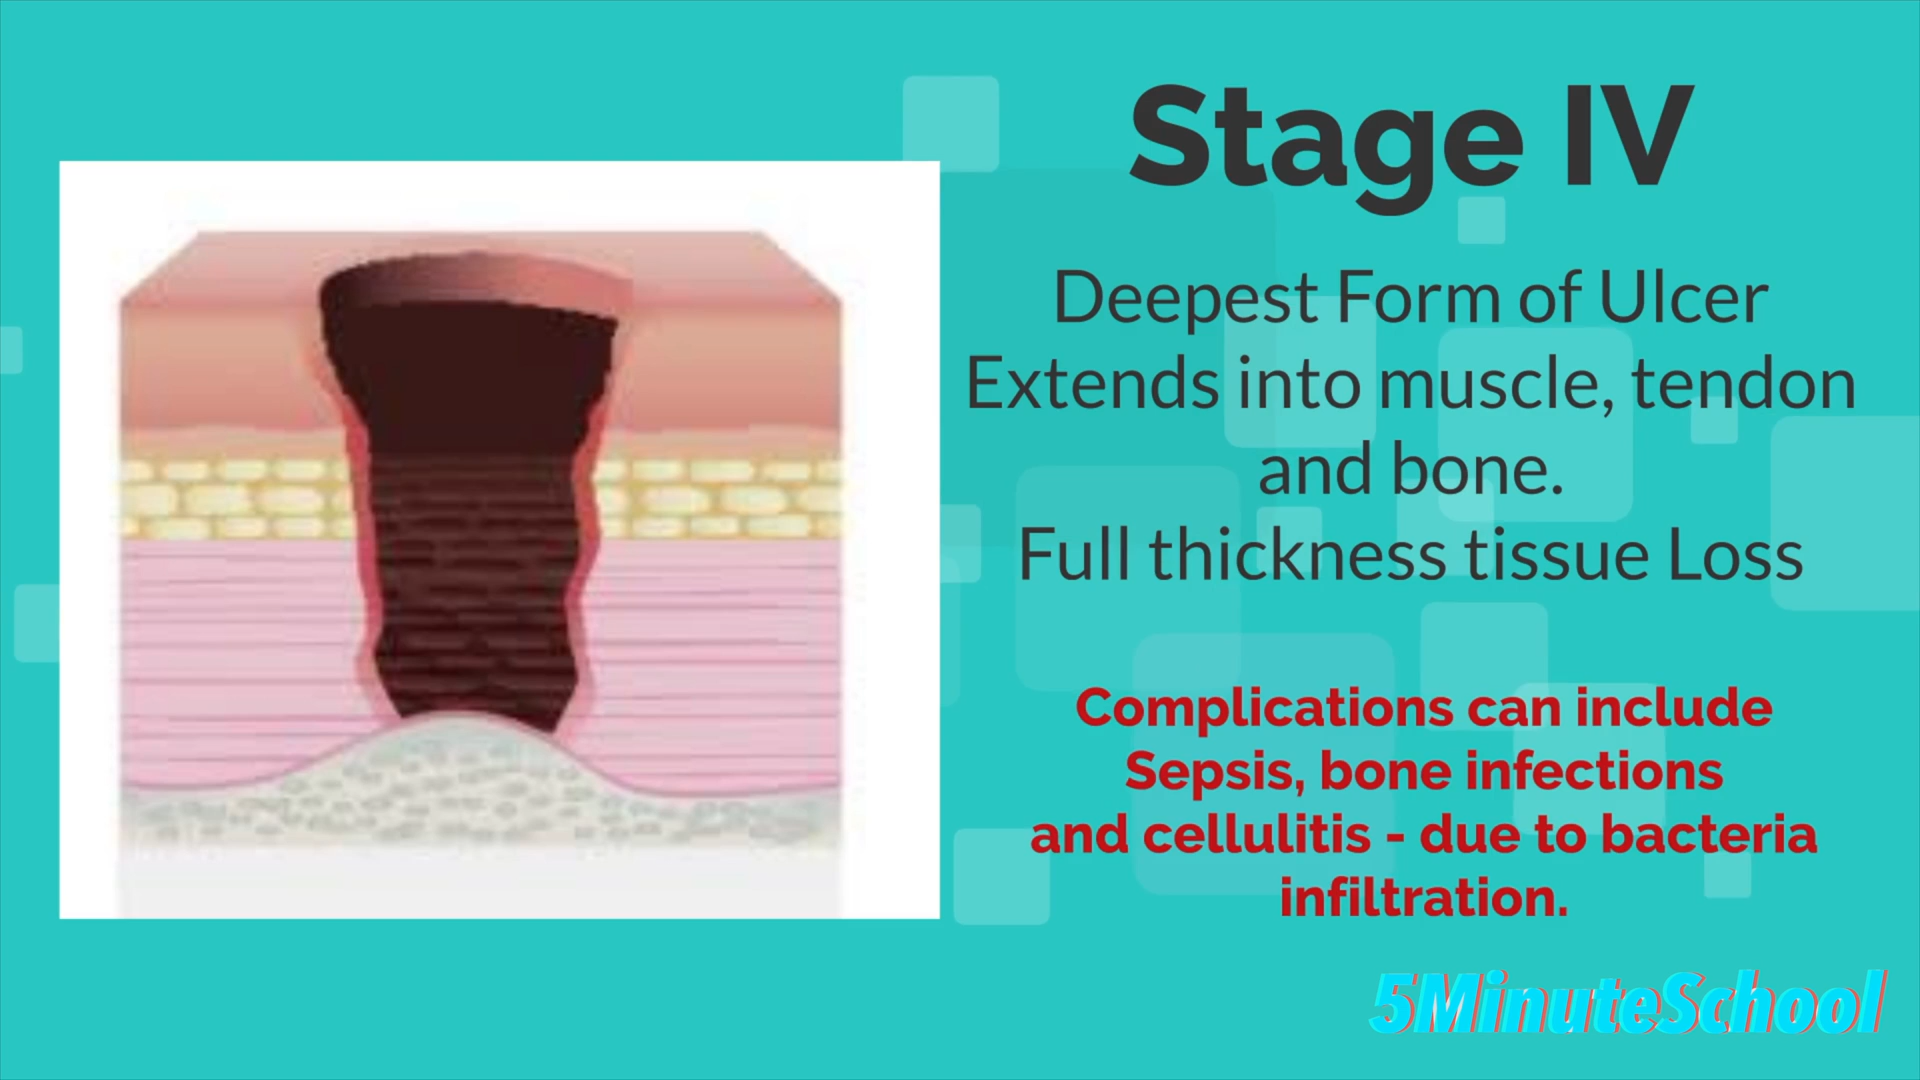 Stage IV
Deepest Form of Ulcer
Extends into muscle, tendon
and bone.
Full thickness tissue Loss
Complications can include
Sepsis, bone infections
and cellulitis - due to bacteria
infiltration.
5MinuteSchool